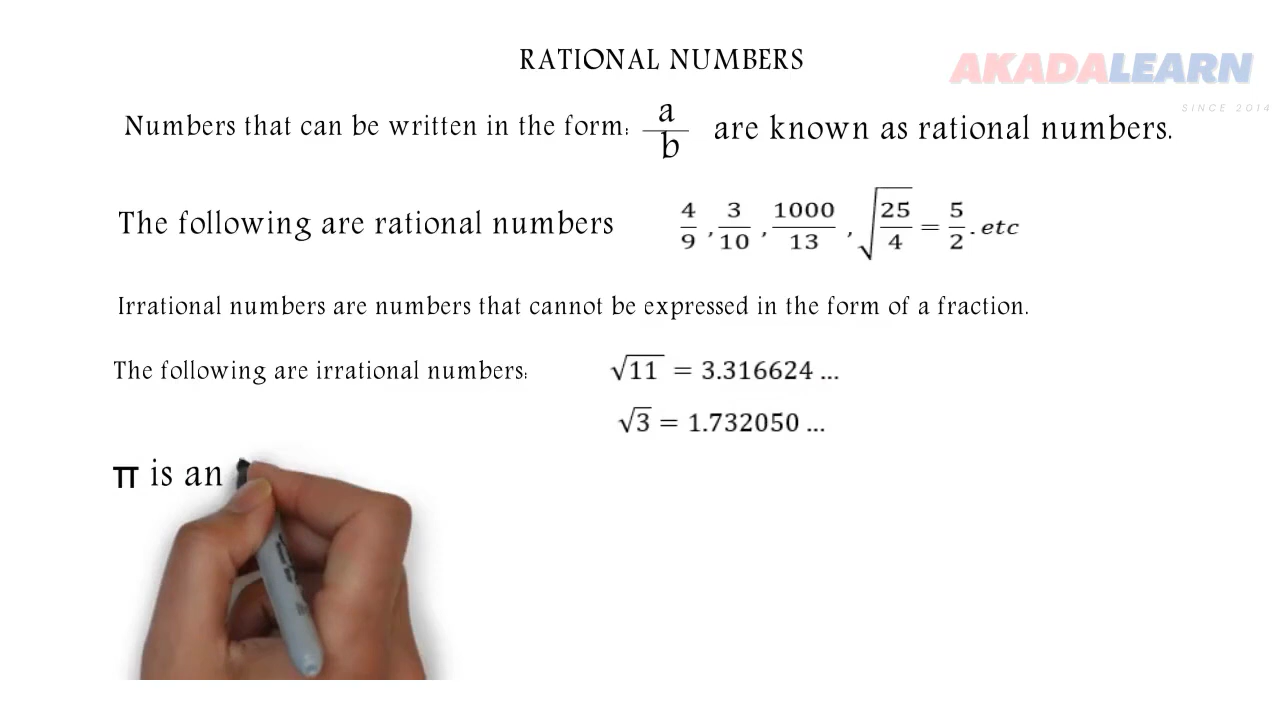 RATIONAL NUMBERS
AKADALEARN
SINCE 2014
Numbers that can be written in the form: a/b are known as rational numbers.
The following are rational numbers 4/9 , 3/10 , 1000/13 , √(25/4) = 5/2 . etc
Irrational numbers are numbers that cannot be expressed in the form of a fraction.
The following are irrational numbers: √11 = 3.316624 ...
√3 = 1.732050 ...
π is an